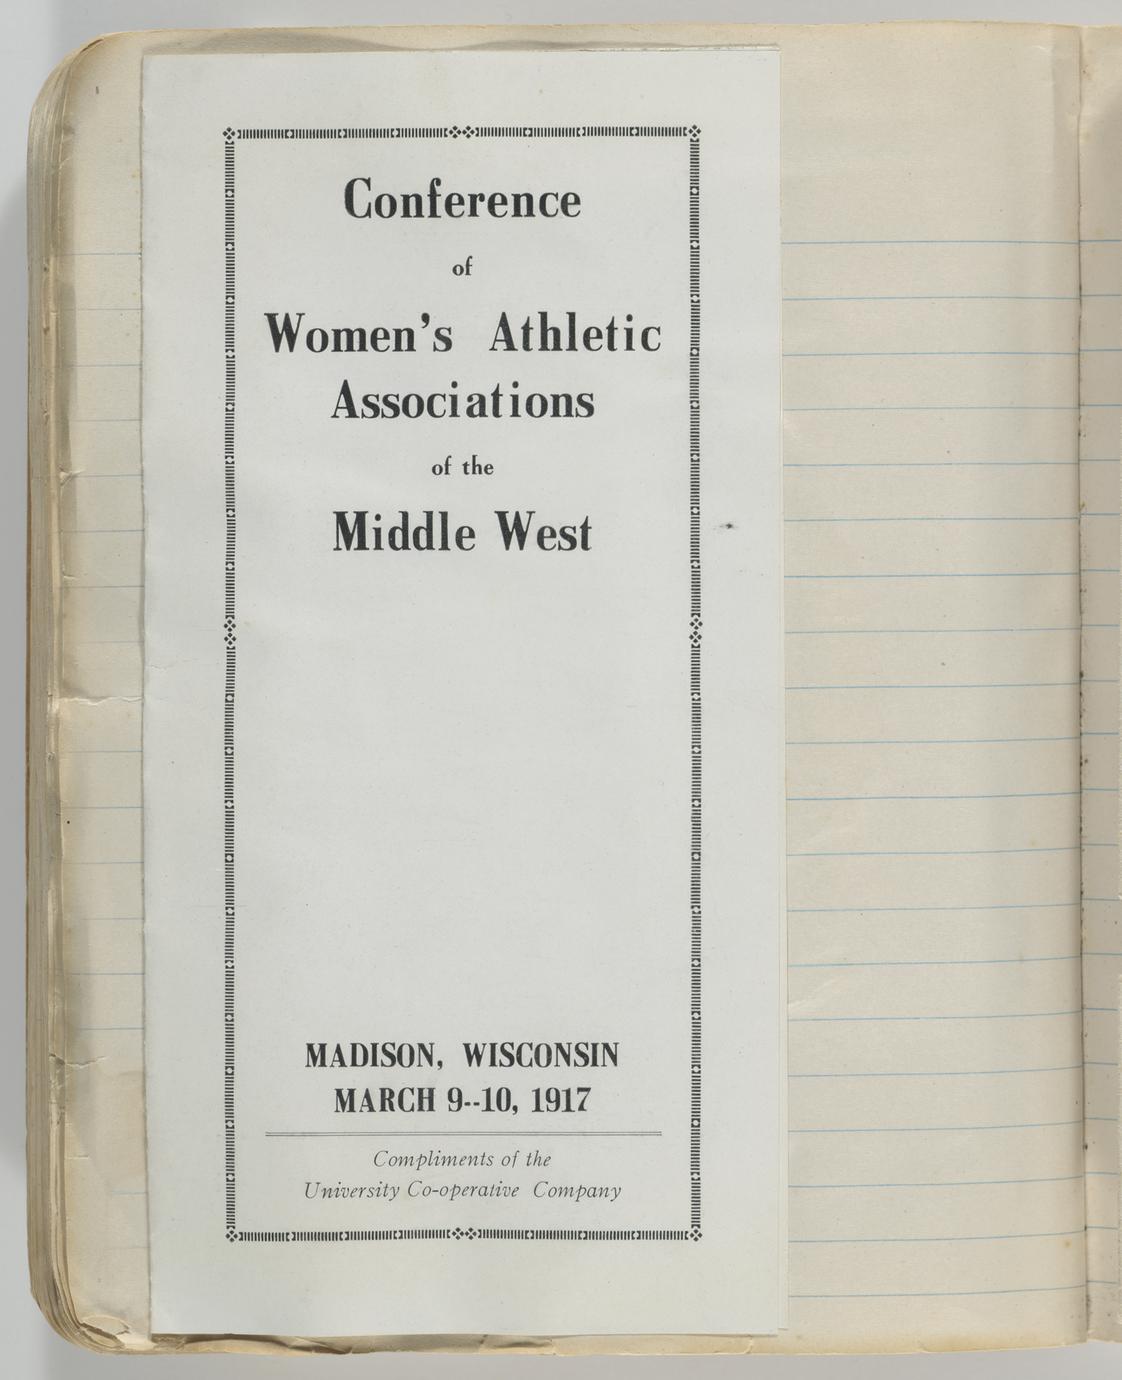 Conference
of
Women's Athletic
Associations
of the
Middle West
MADISON, WISCONSIN
MARCH 9--10, 1917
Compliments of the
University Co-operative Company